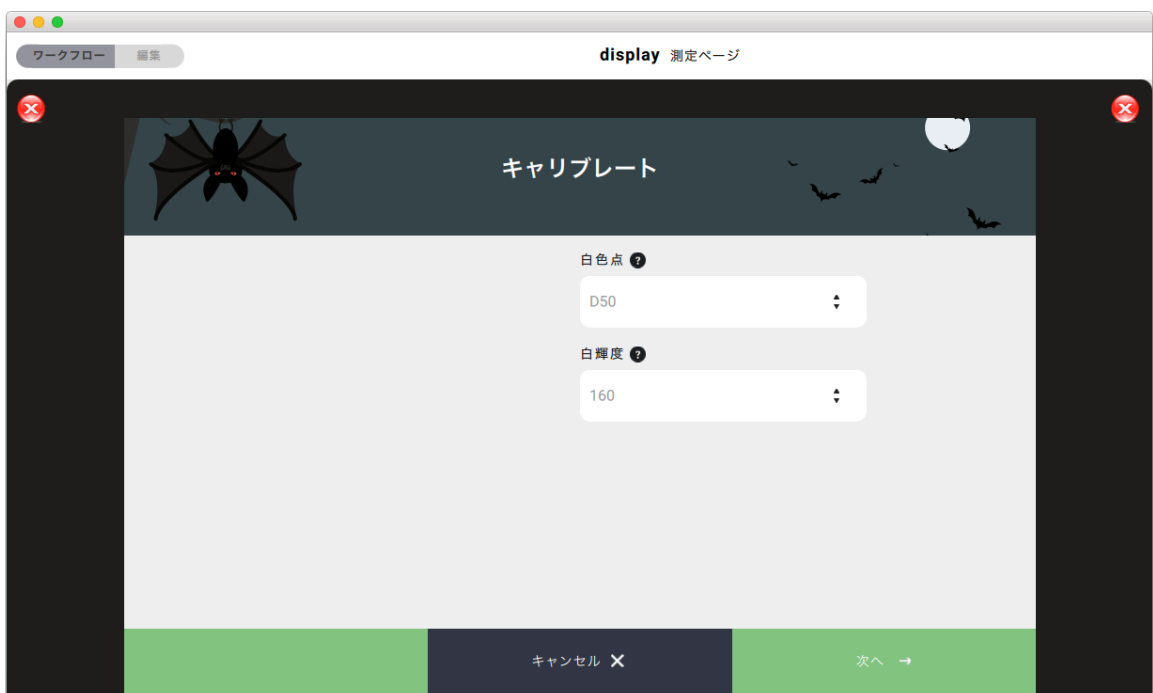 ワークフロー 編集
display 測定ページ
キャリブレート
白色点 ?
D50
白輝度 ?
160
キャンセル ✕
次へ →